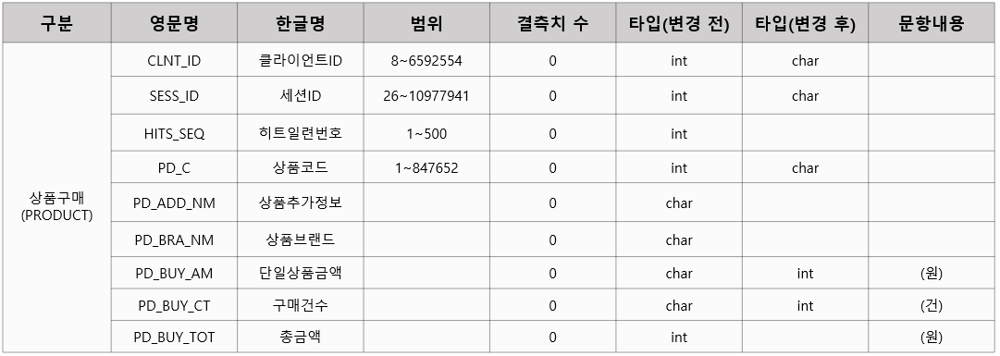 구분 영문명 한글명 범위 결측치 수 타입(변경 전) 타입(변경 후) 문항내용
상품구매
(PRODUCT)
CLNT_ID 클라이언트ID 8~6592554 0 int char
SESS_ID 세션ID 26~10977941 0 int char
HITS_SEQ 히트일련번호 1~500 0 int
PD_C 상품코드 1~847652 0 int char
PD_ADD_NM 상품추가정보 0 char
PD_BRA_NM 상품브랜드 0 char
PD_BUY_AM 단일상품금액 0 char int (원)
PD_BUY_CT 구매건수 0 char int (건)
PD_BUY_TOT 총금액 0 int (원)